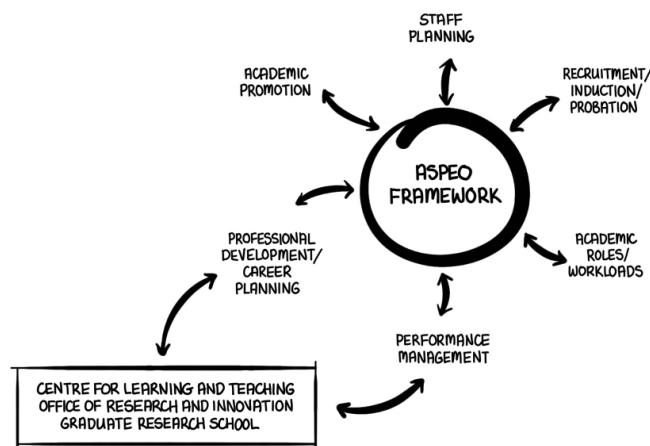 STAFF
PLANNING
ACADEMIC
PROMOTION
RECRUITMENT/
INDUCTION/
PROBATION
ASPEO
FRAMEWORK
PROFESSIONAL
DEVELOPMENT/
CAREER
PLANNING
ACADEMIC
ROLES/
WORKLOADS
PERFORMANCE
MANAGEMENT
CENTRE FOR LEARNING AND TEACHING
OFFICE OF RESEARCH AND INNOVATION
GRADUATE RESEARCH SCHOOL